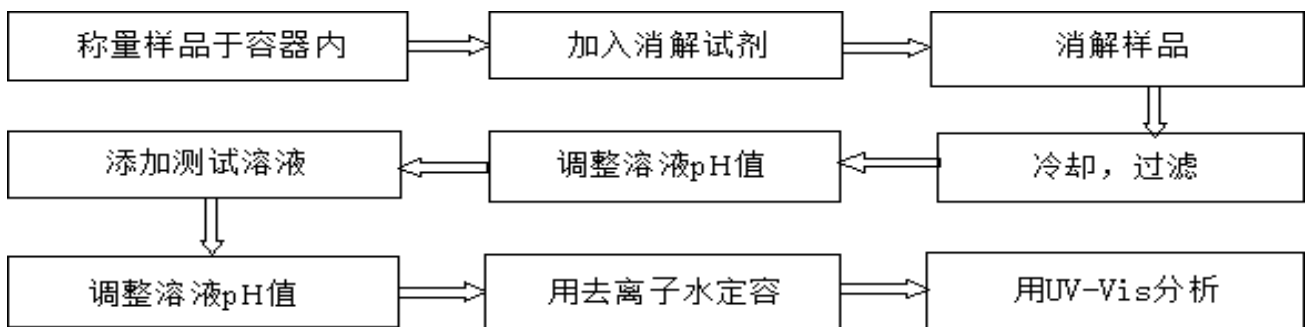 称量样品于容器内
加入消解试剂
消解样品
冷却，过滤
调整溶液pH值
添加测试溶液
调整溶液pH值
用去离子水定容
用UV-Vis分析